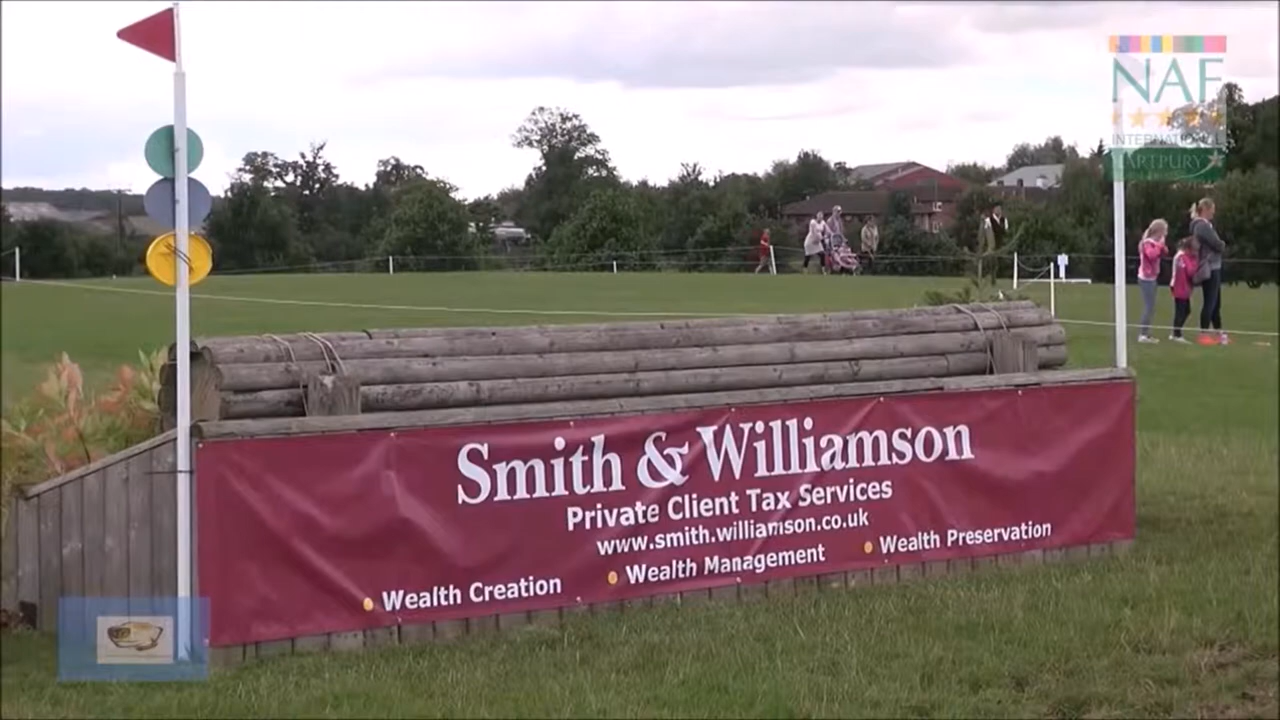 NAF
INTERNATIONAL
HARTPURY
Smith & Williamson
Private Client Tax Services
www.smith.williamson.co.uk
Wealth Creation
Wealth Management
Wealth Preservation